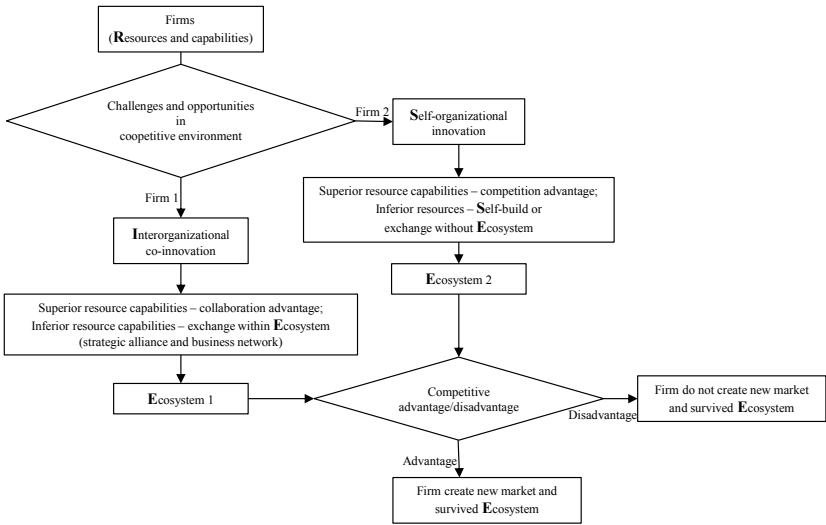 Firms
(Resources and capabilities)
Challenges and opportunities
in
coopetitive environment
Firm 2
Self-organizational
innovation
Firm 1
Superior resource capabilities – competition advantage;
Inferior resources – Self-build or
exchange without Ecosystem
Interorganizational
co-innovation
Ecosystem 2
Superior resource capabilities – collaboration advantage;
Inferior resource capabilities – exchange within Ecosystem
(strategic alliance and business network)
Ecosystem 1
Competitive
advantage/disadvantage
Disadvantage
Firm do not create new market
and survived Ecosystem
Advantage
Firm create new market and
survived Ecosystem